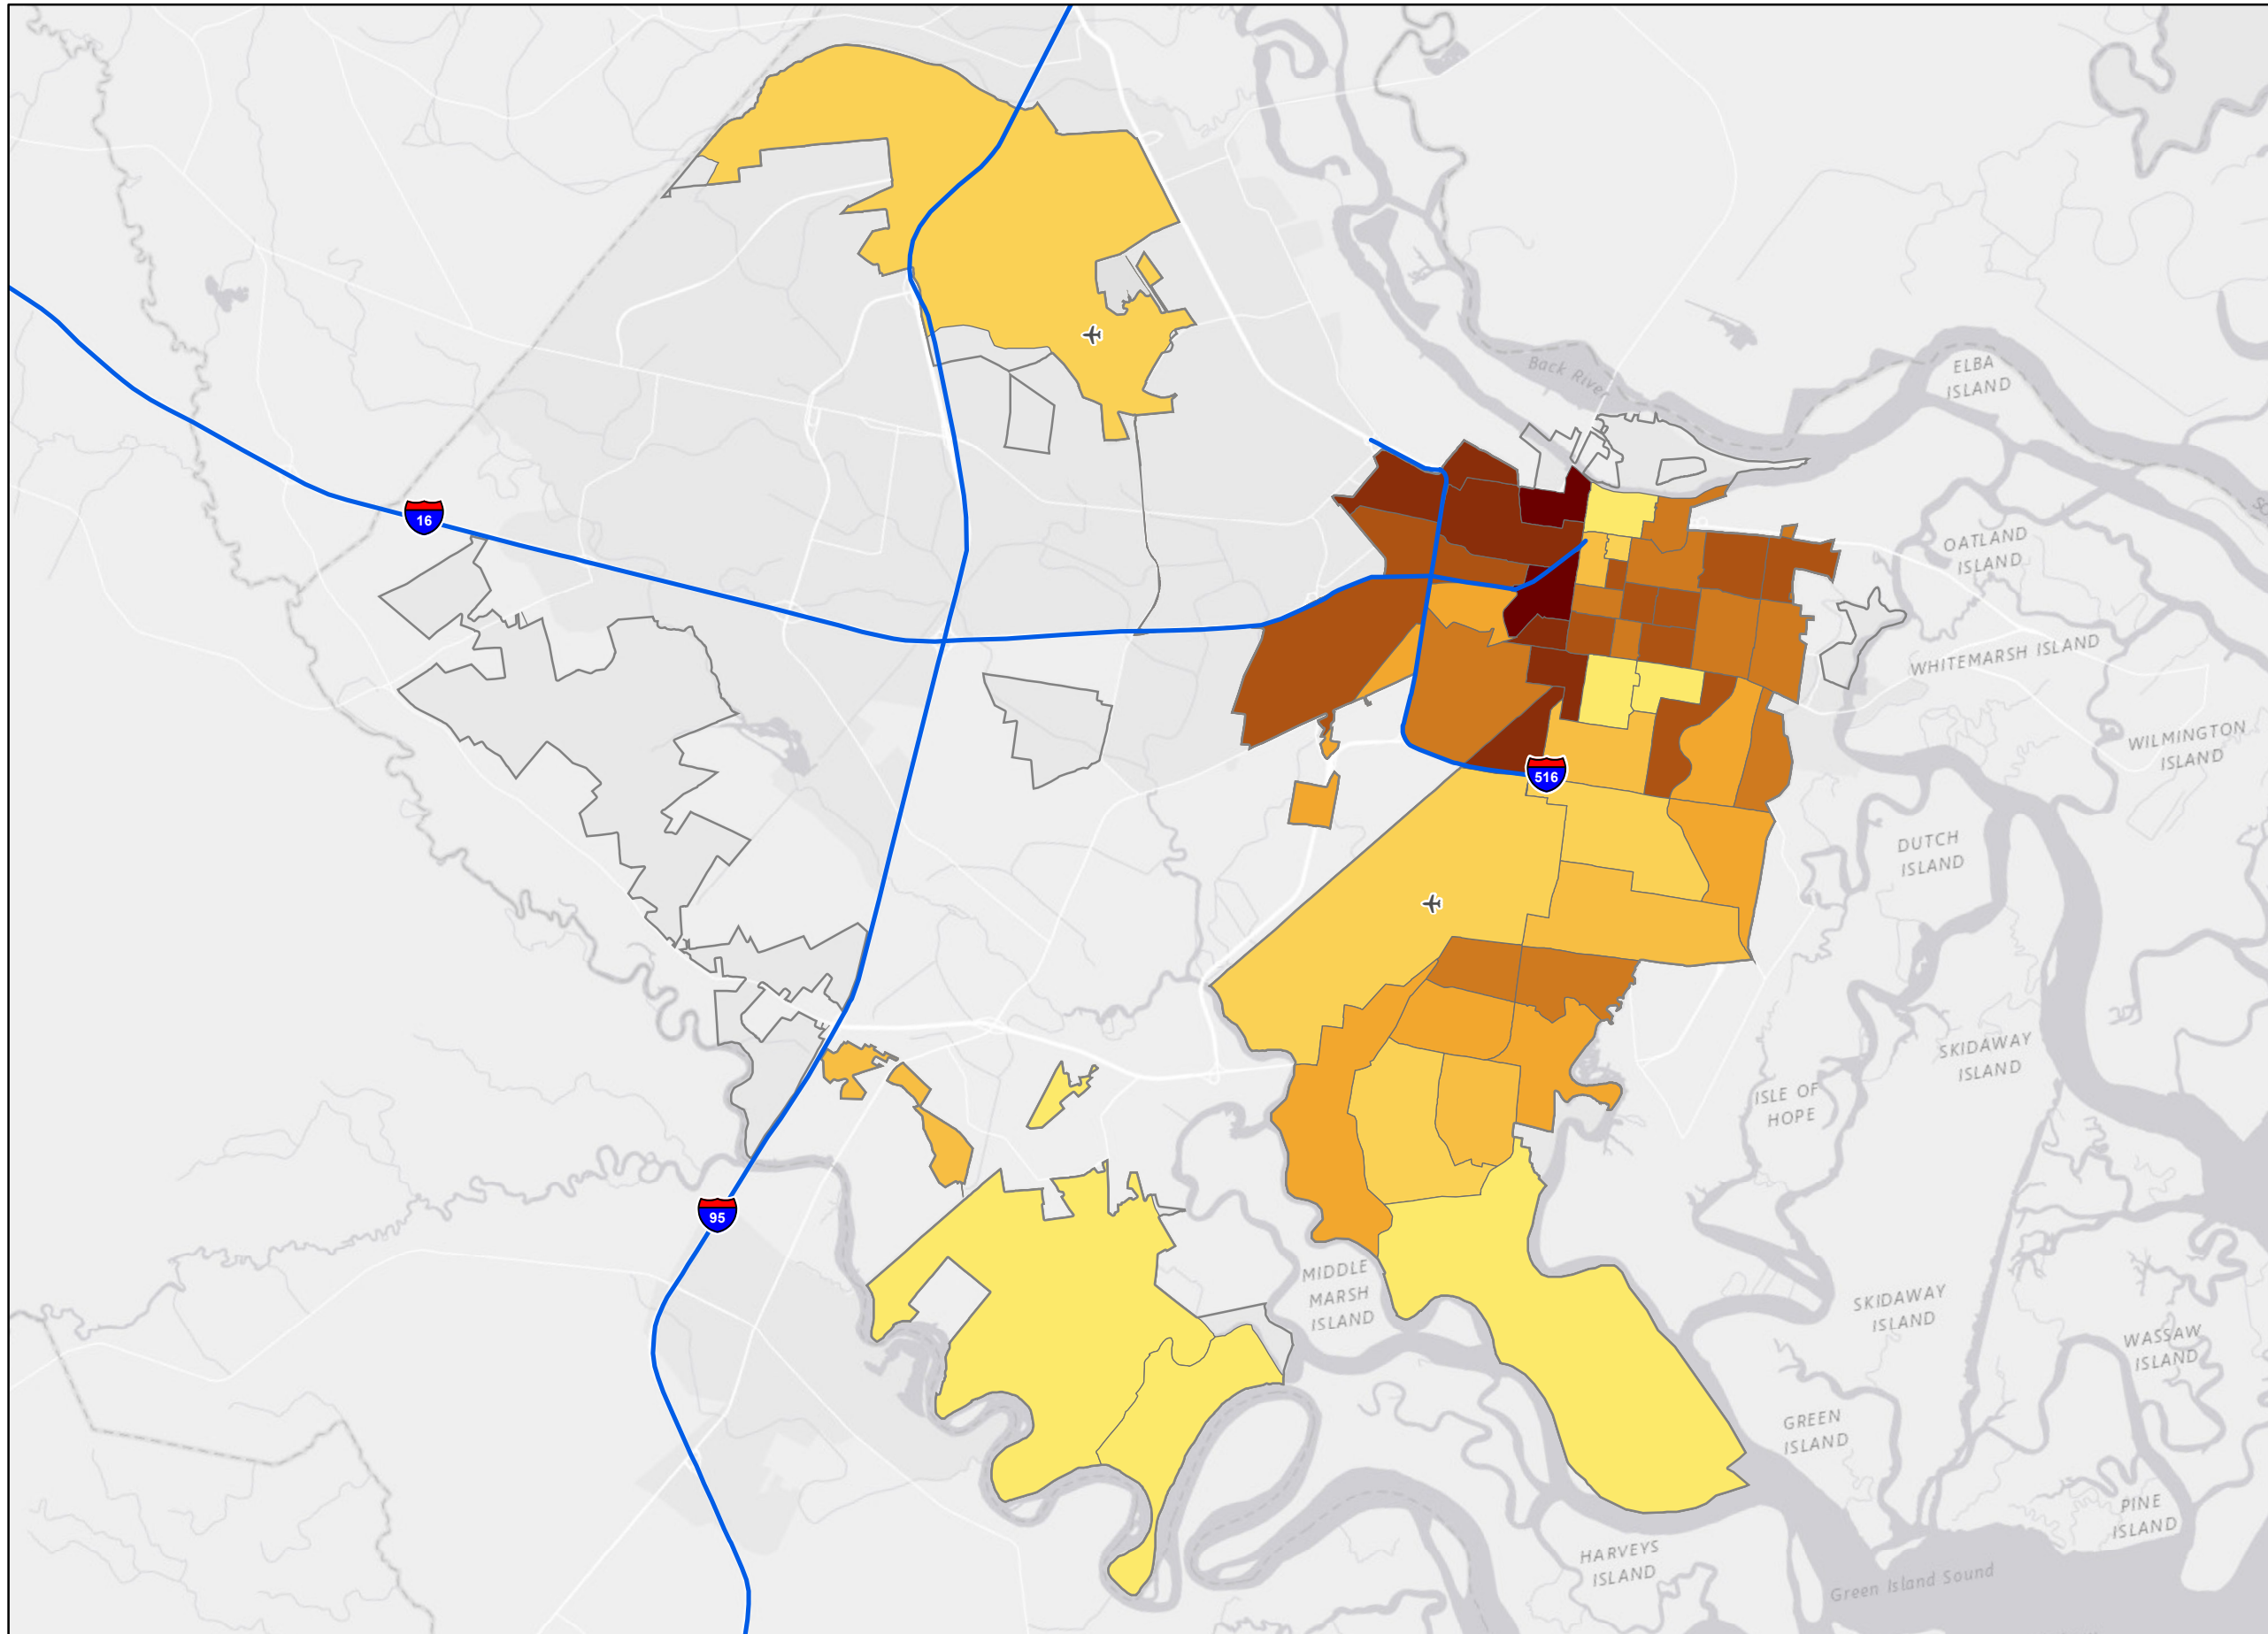 Back River
ELBA
ISLAND
16
OATLAND
ISLAND
WHITEMARSH ISLAND
WILMINGTON
ISLAND
516
DUTCH
ISLAND
SKIDAWAY
ISLAND
ISLE OF
HOPE
95
MIDDLE
MARSH
ISLAND
SKIDAWAY
ISLAND
WASSAW
ISLAND
GREEN
ISLAND
PINE
ISLAND
HARVEYS
ISLAND
Green Island Sound